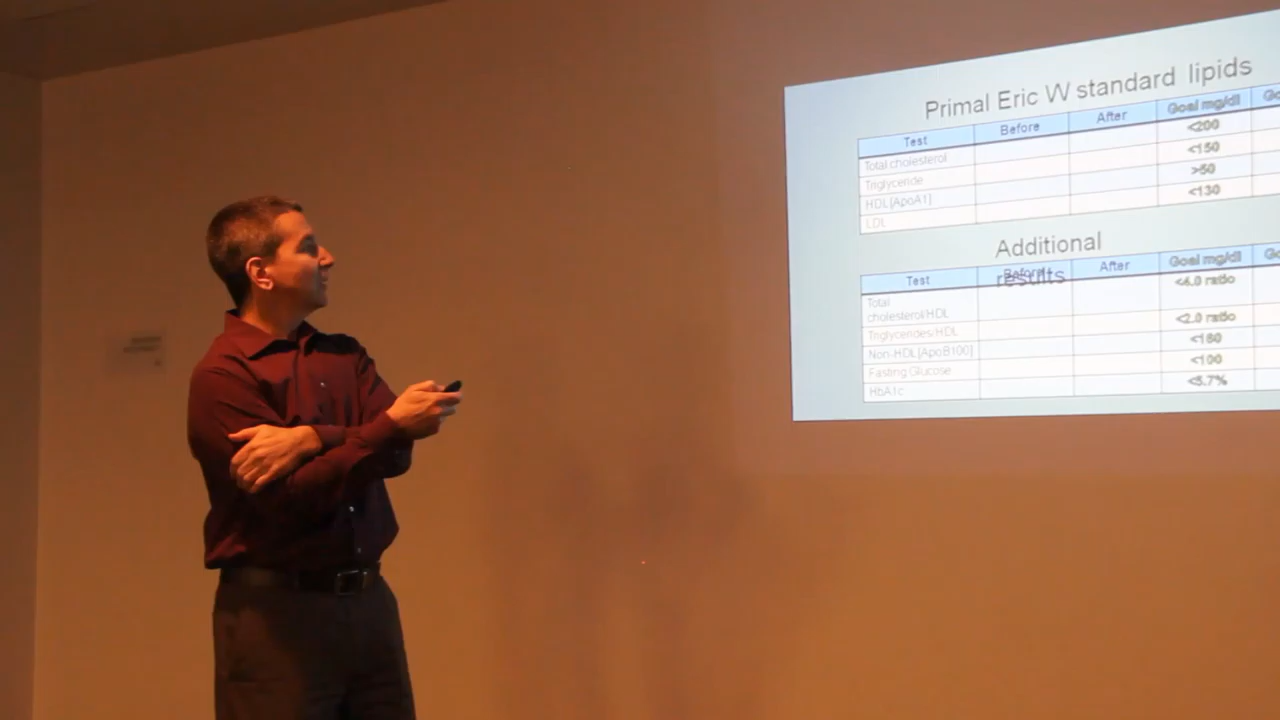 Primal Eric W standard lipids
Test Before After Goal mg/dl Go
Total cholesterol <200
Triglyceride <150
HDL[ApoA1] >50
LDL <130
Additional
results
Test Before After Goal mg/dl Go
Total
cholesterol/HDL <4.0 ratio
Triglycerides/HDL <2.0 ratio
Non-HDL[ApoB100] <160
Fasting Glucose <100
HbA1c <5.7%